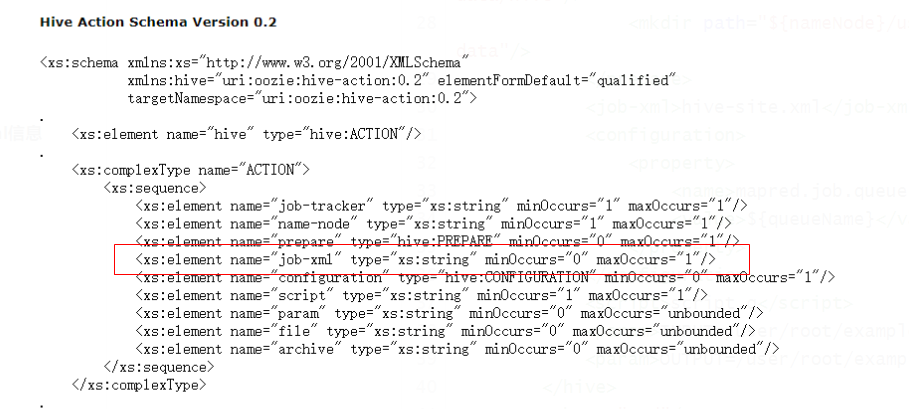 Hive Action Schema Version 0.2
<xs:schema xmlns:xs="http://www.w3.org/2001/XMLSchema"
xmlns:hive="uri:oozie:hive-action:0.2" elementFormDefault="qualified"
targetNamespace="uri:oozie:hive-action:0.2">
.
<xs:element name="hive" type="hive:ACTION"/>
.
<xs:complexType name="ACTION">
<xs:sequence>
<xs:element name="job-tracker" type="xs:string" minOccurs="1" maxOccurs="1"/>
<xs:element name="name-node" type="xs:string" minOccurs="1" maxOccurs="1"/>
<xs:element name="prepare" type="hive:PREPARE" minOccurs="0" maxOccurs="1"/>
<xs:element name="job-xml" type="xs:string" minOccurs="0" maxOccurs="1"/>
<xs:element name="configuration" type="hive:CONFIGURATION" minOccurs="0" maxOccurs="1"/>
<xs:element name="script" type="xs:string" minOccurs="1" maxOccurs="1"/>
<xs:element name="param" type="xs:string" minOccurs="0" maxOccurs="unbounded"/>
<xs:element name="file" type="xs:string" minOccurs="0" maxOccurs="unbounded"/>
<xs:element name="archive" type="xs:string" minOccurs="0" maxOccurs="unbounded"/>
</xs:sequence>
</xs:complexType>
.